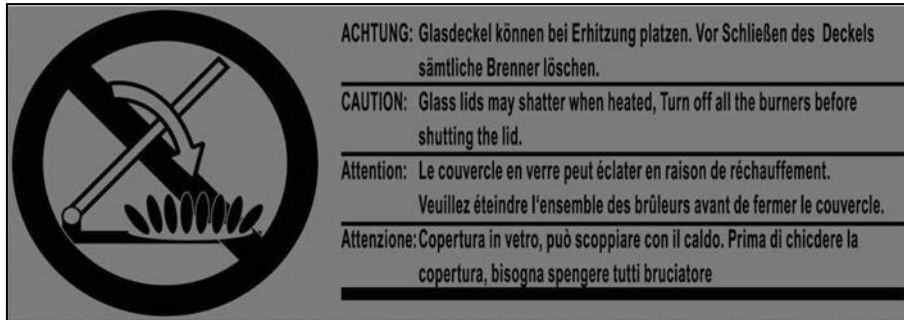 ACHTUNG: Glasdeckel können bei Erhitzung platzen. Vor Schließen des Deckels
sämtliche Brenner löschen.
CAUTION: Glass lids may shatter when heated, Turn off all the burners before
shutting the lid.
Attention: Le couvercle en verre peut éclater en raison de réchauffement.
Veuillez éteindre l'ensemble des brûleurs avant de fermer le couvercle.
Attenzione: Copertura in vetro, può scoppiare con il caldo. Prima di chicdere la
copertura, bisogna spengere tutti bruciatore